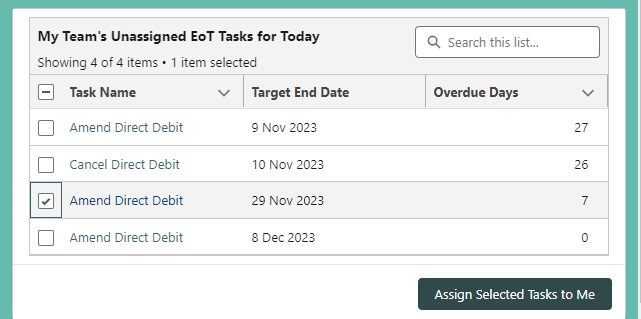 My Team's Unassigned EoT Tasks for Today
Search this list...
Showing 4 of 4 items • 1 item selected
Task Name Target End Date Overdue Days
Amend Direct Debit 9 Nov 2023 27
Cancel Direct Debit 10 Nov 2023 26
Amend Direct Debit 29 Nov 2023 7
Amend Direct Debit 8 Dec 2023 0
Assign Selected Tasks to Me